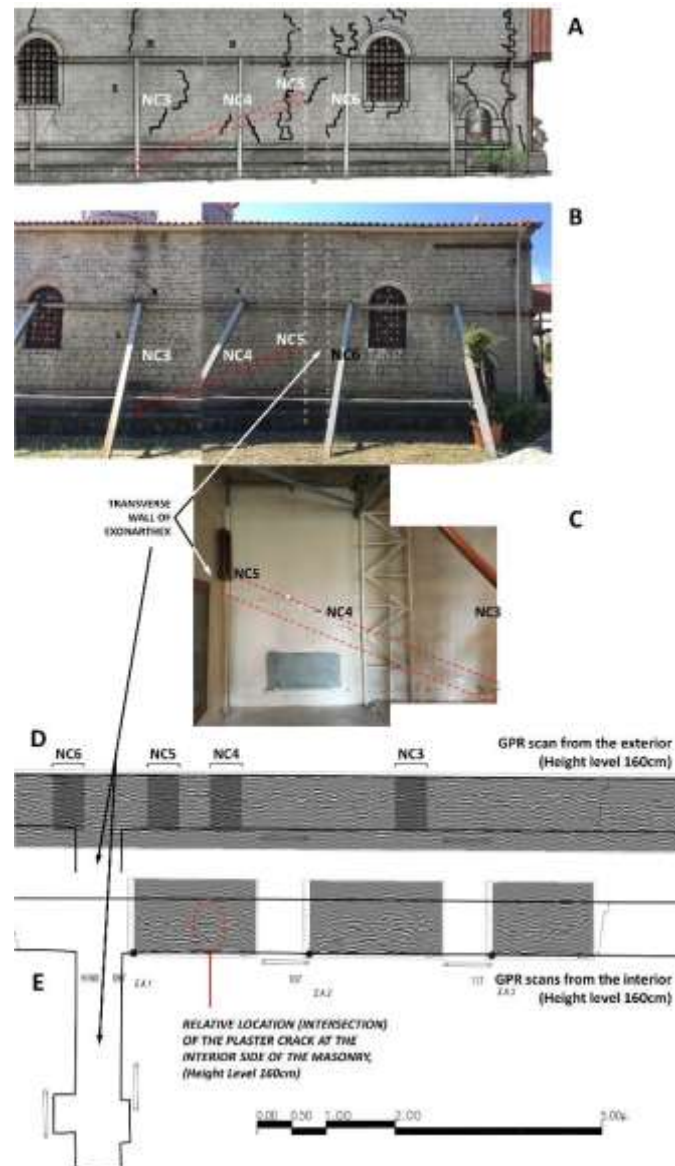 A
NC3
NC4
NC5
NC6
B
NC3
NC4
NC5
NC6
TRANSVERSE
WALL OF
EXONARTHEX
C
NC5
NC4
NC3
D
NC6 NC5 NC4 NC3
GPR scan from the exterior
(Height level 160cm)
E
GPR scans from the interior
(Height level 160cm)
RELATIVE LOCATION (INTERSECTION)
OF THE PLASTER CRACK AT THE
INTERIOR SIDE OF THE MASONRY,
(Height Level 160cm)
0.00 0.50 1.00 2.00 5.00μ.